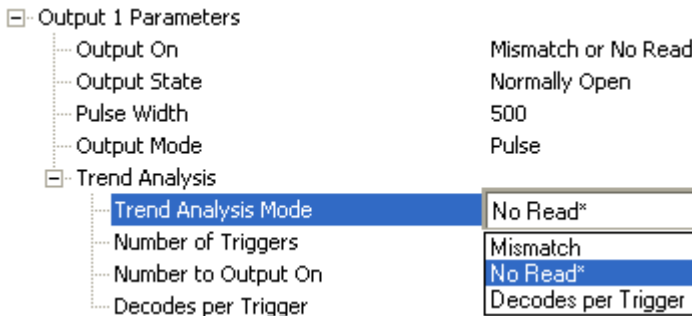 Output 1 Parameters
Output On Mismatch or No Read
Output State Normally Open
Pulse Width 500
Output Mode Pulse
Trend Analysis
Trend Analysis Mode No Read*
Number of Triggers Mismatch
Number to Output On No Read*
Decodes per Trigger Decodes per Trigger